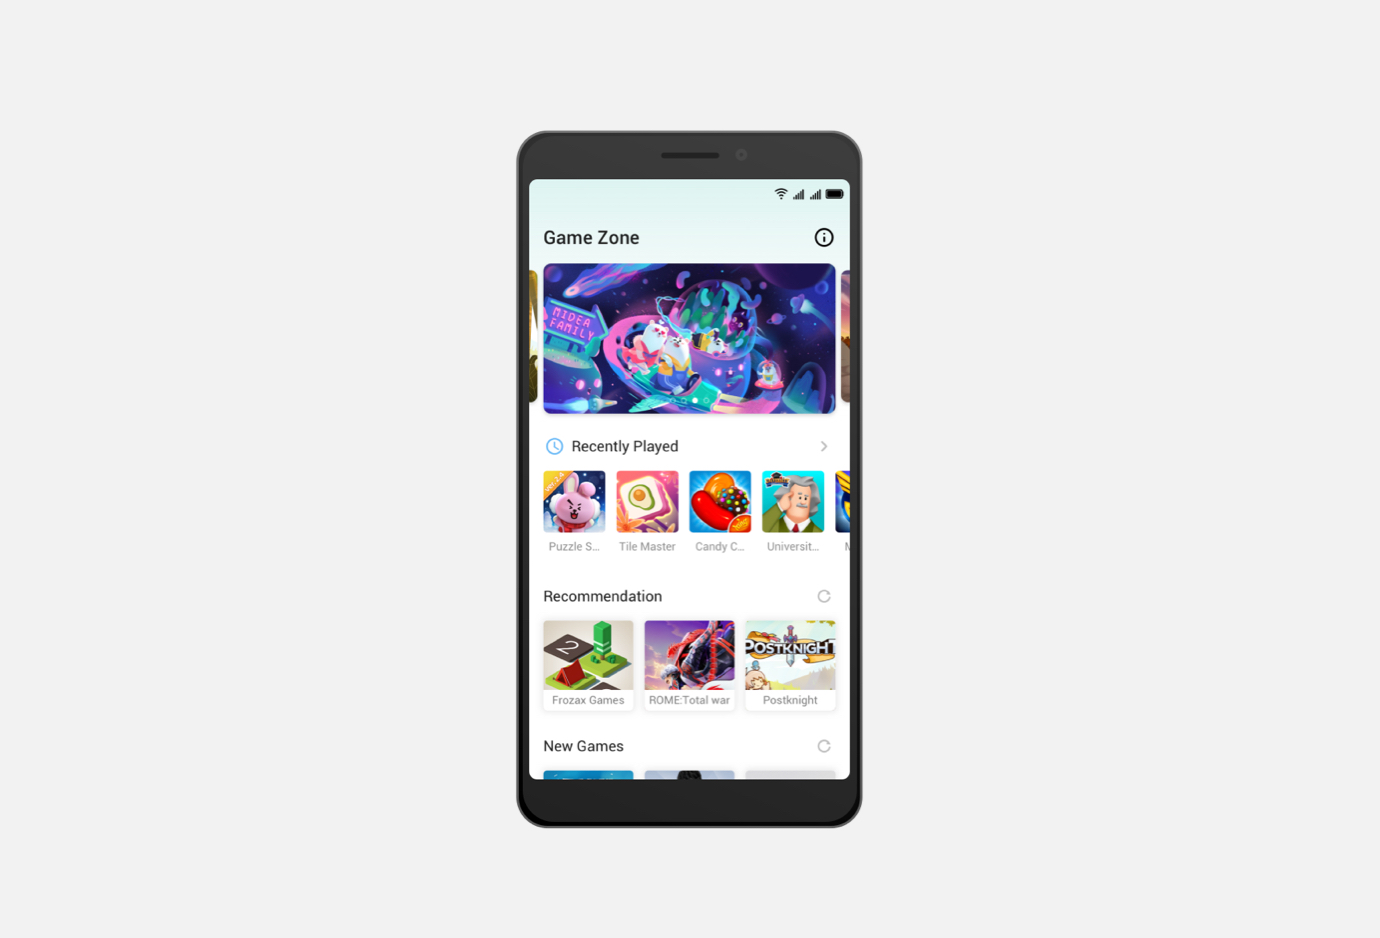 Game Zone
MIDEA
FAMILY
Recently Played
Puzzle S...
Tile Master
Candy C...
Universit...
Recommendation
2
POSTKNIGHT
Frozax Games
ROME:Total war
Postknight
New Games